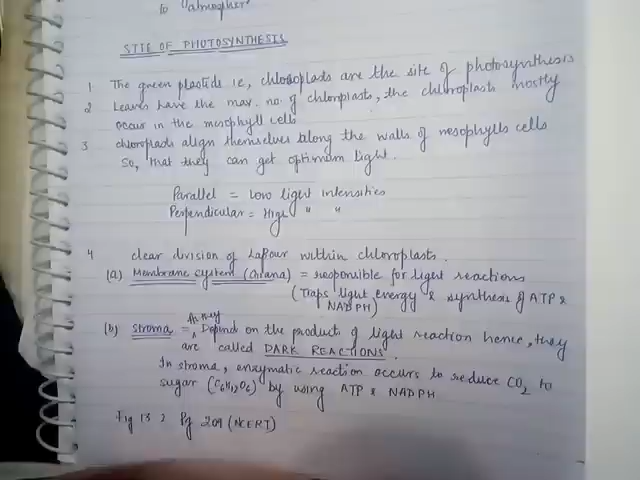 to "atmosphere
SITE OF PHOTOSYNTHESIS
1 The green plastids ie, chloroplasts are the site of photosynthesis
2 Leaves have the max. no. of chloroplasts, the chloroplasts mostly
occur in the mesophyll cells
3 chloroplasts align themselves along the walls of mesophylls cells
So, that they can get optimum light.
Parallel = Low light intensities
Perpendicular = High " "
4 clear division of Labour within chloroplasts.
(a) Membrane system (Grana) = responsible for light reactions
(Traps light energy & synthesis of ATP &
NADPH)
(b) Stroma = As they Depends on the products of light reaction hence, they
are called DARK REACTIONS.
In stroma, enzymatic reaction occurs to reduce CO2 to
sugar (C6H12O6) by using ATP & NADPH
Fig 13.2 Pg 209 (NCERT)